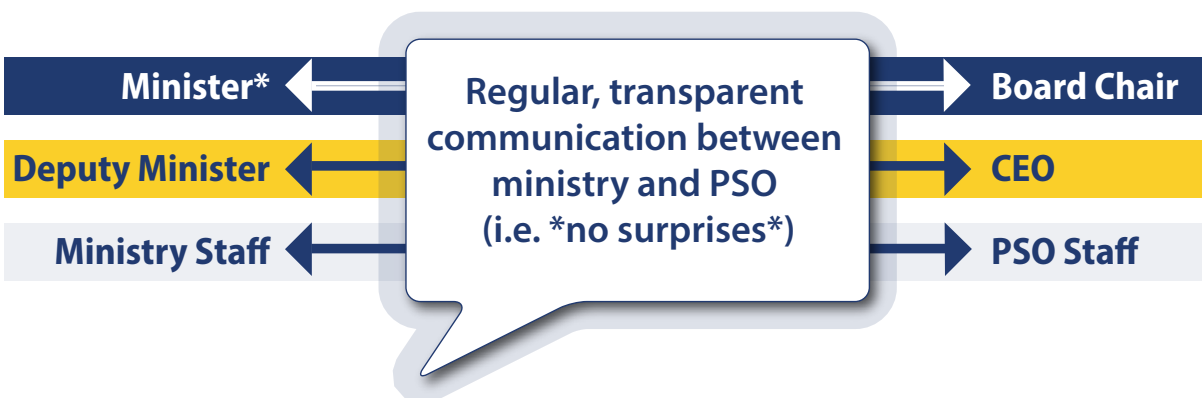 Minister*
Board Chair
Deputy Minister
CEO
Ministry Staff
PSO Staff
Regular, transparent
communication between
ministry and PSO
(i.e. *no surprises*)